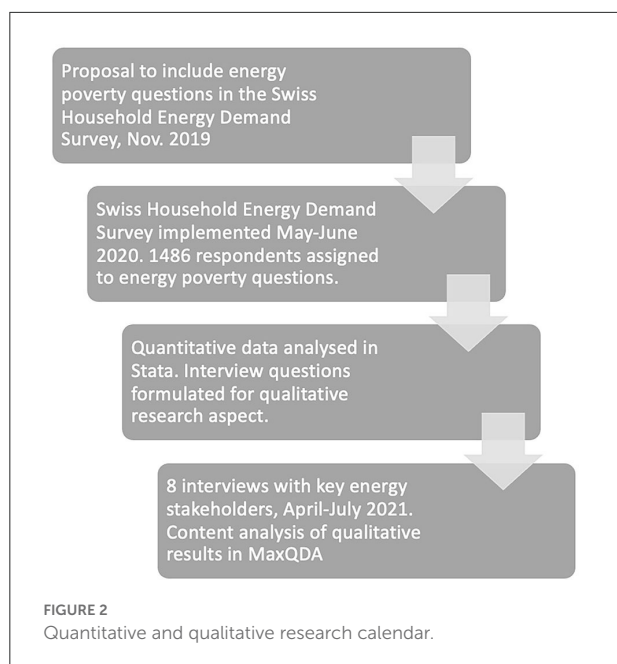 Proposal to include energy
poverty questions in the Swiss
Household Energy Demand
Survey, Nov. 2019
Swiss Household Energy Demand
Survey implemented May-June
2020. 1486 respondents assigned
to energy poverty questions.
Quantitative data analysed in
Stata. Interview questions
formulated for qualitative
research aspect.
8 interviews with key energy
stakeholders, April-July 2021.
Content analysis of qualitative
results in MaxQDA
FIGURE 2
Quantitative and qualitative research calendar.